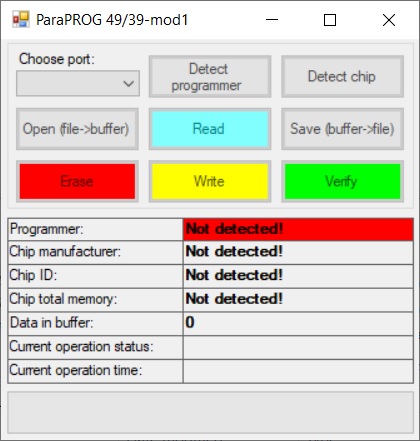 ParaPROG 49/39-mod1
Choose port:
Detect
programmer
Detect chip
Open (file->buffer)
Read
Save (buffer->file)
Erase
Write
Verify
Programmer: Not detected!
Chip manufacturer: Not detected!
Chip ID: Not detected!
Chip total memory: Not detected!
Data in buffer: 0
Current operation status:
Current operation time: